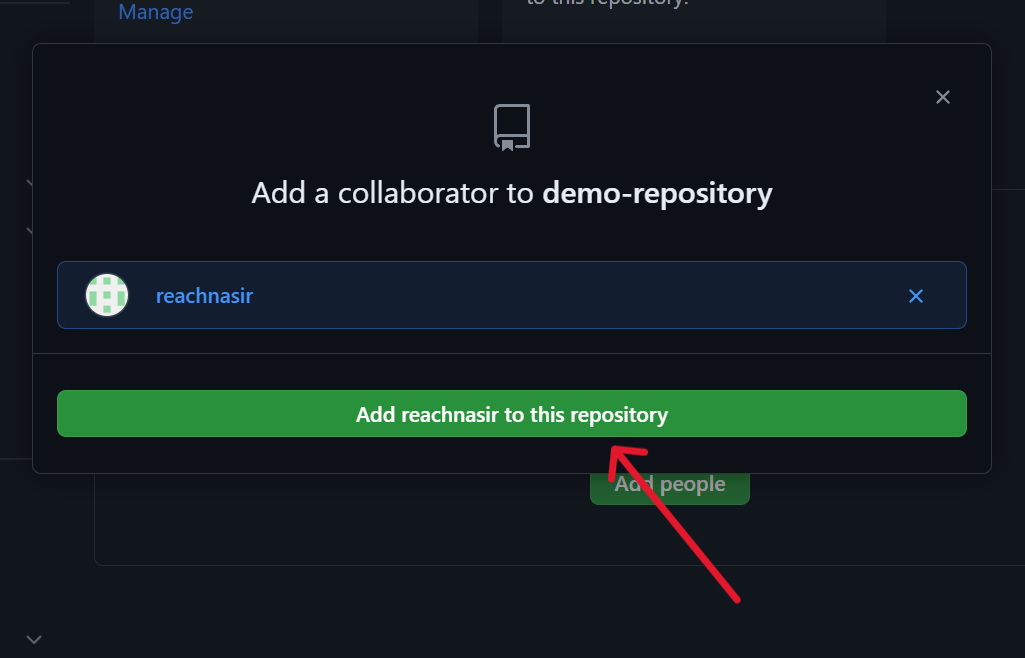 Manage
to this repository.
Add a collaborator to demo-repository
reachnasir
Add reachnasir to this repository
Add people